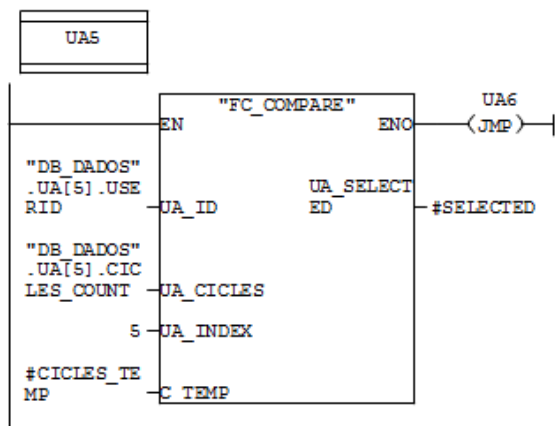 UA5
"FC_COMPARE"
UA6
EN
ENO
(JMP)
"DB_DADOS"
.UA[5].USE
RID
UA_ID
UA_SELECT
ED
#SELECTED
"DB_DADOS"
.UA[5].CIC
LES_COUNT
UA_CICLES
5
UA_INDEX
#CICLES_TE
MP
C_TEMP